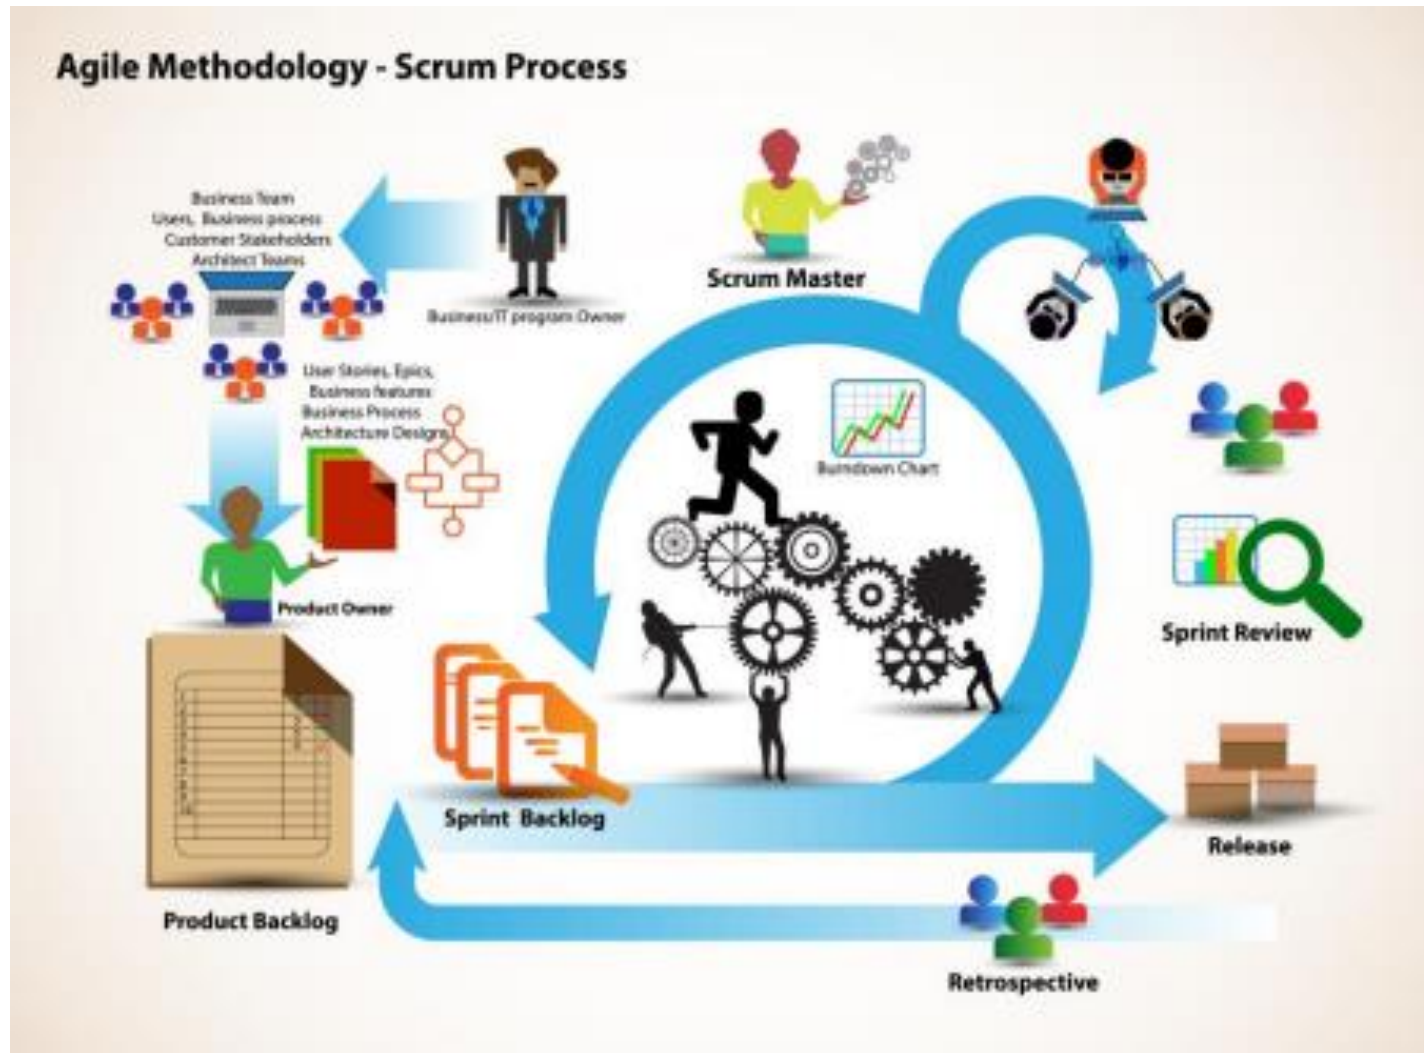 Agile Methodology - Scrum Process
Business Team
Users, Business process
Customer Stakeholders
Architect Teams
Business/IT program Owner
Scrum Master
User Stories, Epics,
Business features
Business Process
Architecture Designs
Burndown Chart
Product Owner
Sprint Review
Sprint Backlog
Release
Product Backlog
Retrospective